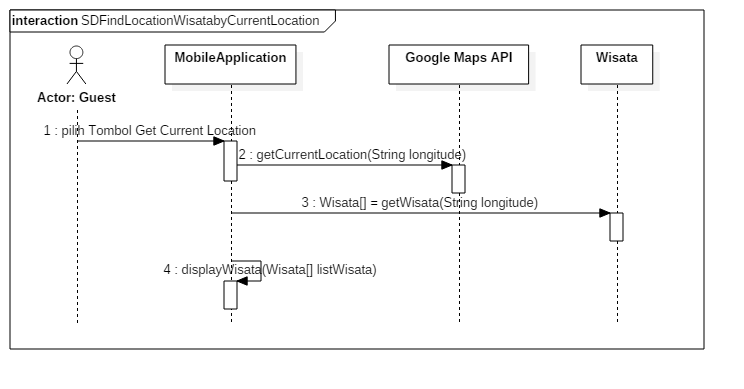 interaction SDFindLocationWisatabyCurrentLocation
MobileApplication
Google Maps API
Wisata
Actor: Guest
1 : pilih Tombol Get Current Location
2 : getCurrentLocation(String longitude)
3 : Wisata[] = getWisata(String longitude)
4 : displayWisata(Wisata[] listWisata)